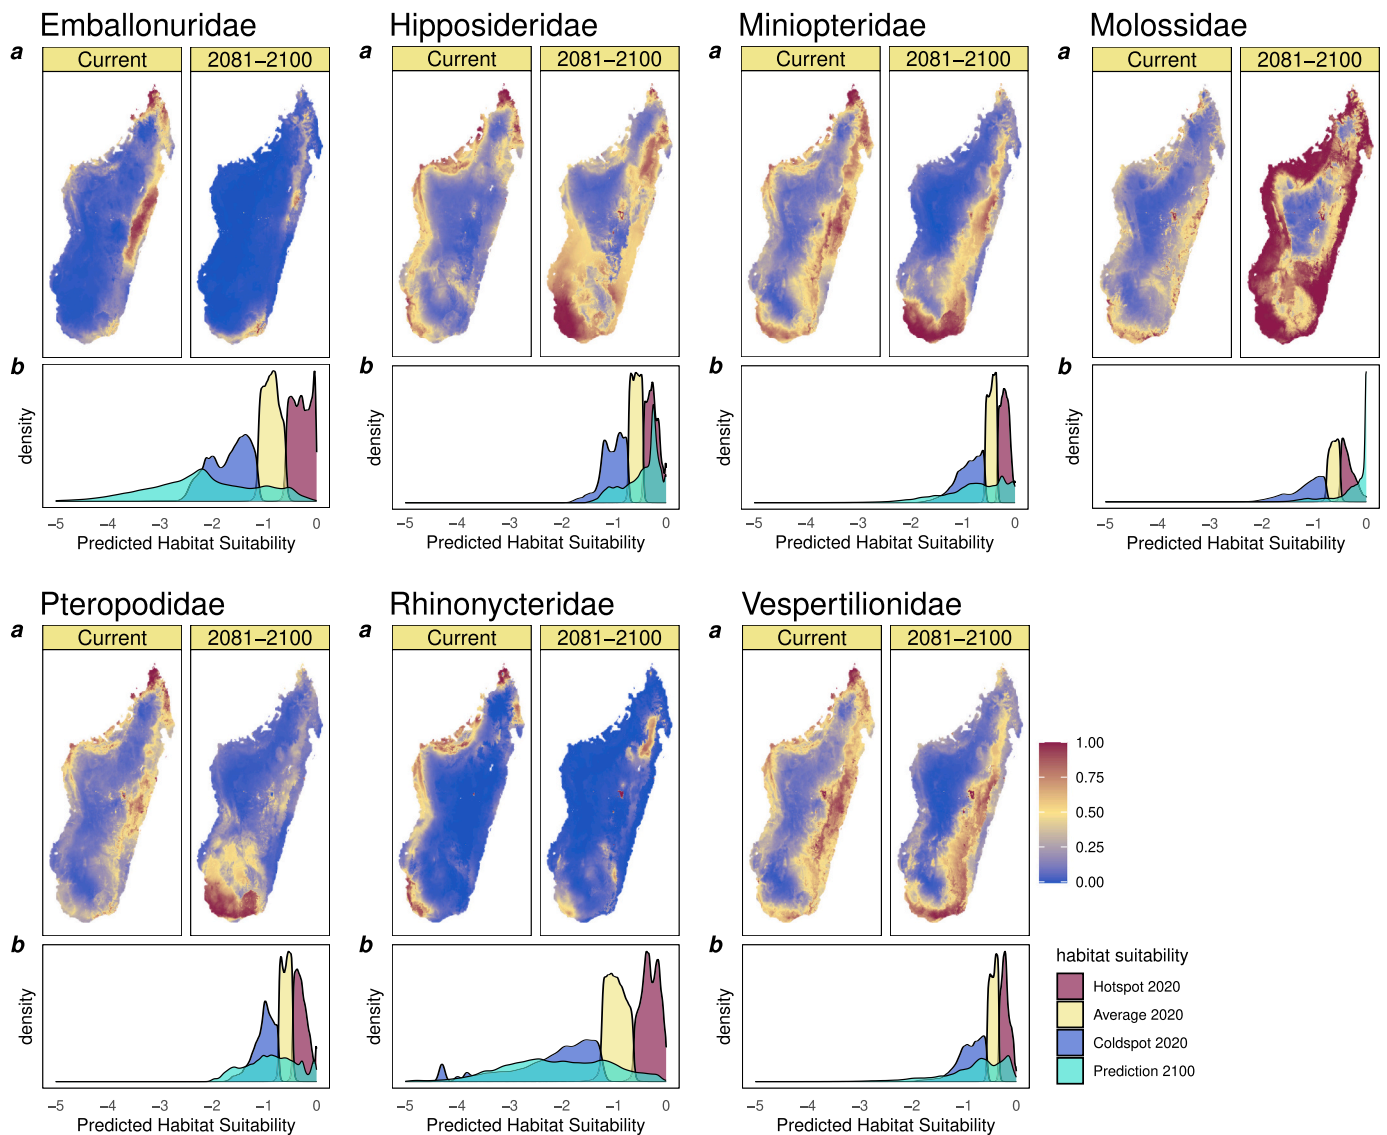 Emballonuridae
Hipposideridae
Miniopteridae
Molossidae
a
Current
2081−2100
a
Current
2081−2100
a
Current
2081−2100
a
Current
2081−2100
b
density
−5 −4 −3 −2 −1 0
Predicted Habitat Suitability
b
density
−5 −4 −3 −2 −1 0
Predicted Habitat Suitability
b
density
−5 −4 −3 −2 −1 0
Predicted Habitat Suitability
b
density
−5 −4 −3 −2 −1 0
Predicted Habitat Suitability
Pteropodidae
Rhinonycteridae
Vespertilionidae
a
Current
2081−2100
a
Current
2081−2100
a
Current
2081−2100
1.00
0.75
0.50
0.25
0.00
b
density
−5 −4 −3 −2 −1 0
Predicted Habitat Suitability
b
density
−5 −4 −3 −2 −1 0
Predicted Habitat Suitability
b
density
−5 −4 −3 −2 −1 0
Predicted Habitat Suitability
habitat suitability
Hotspot 2020
Average 2020
Coldspot 2020
Prediction 2100